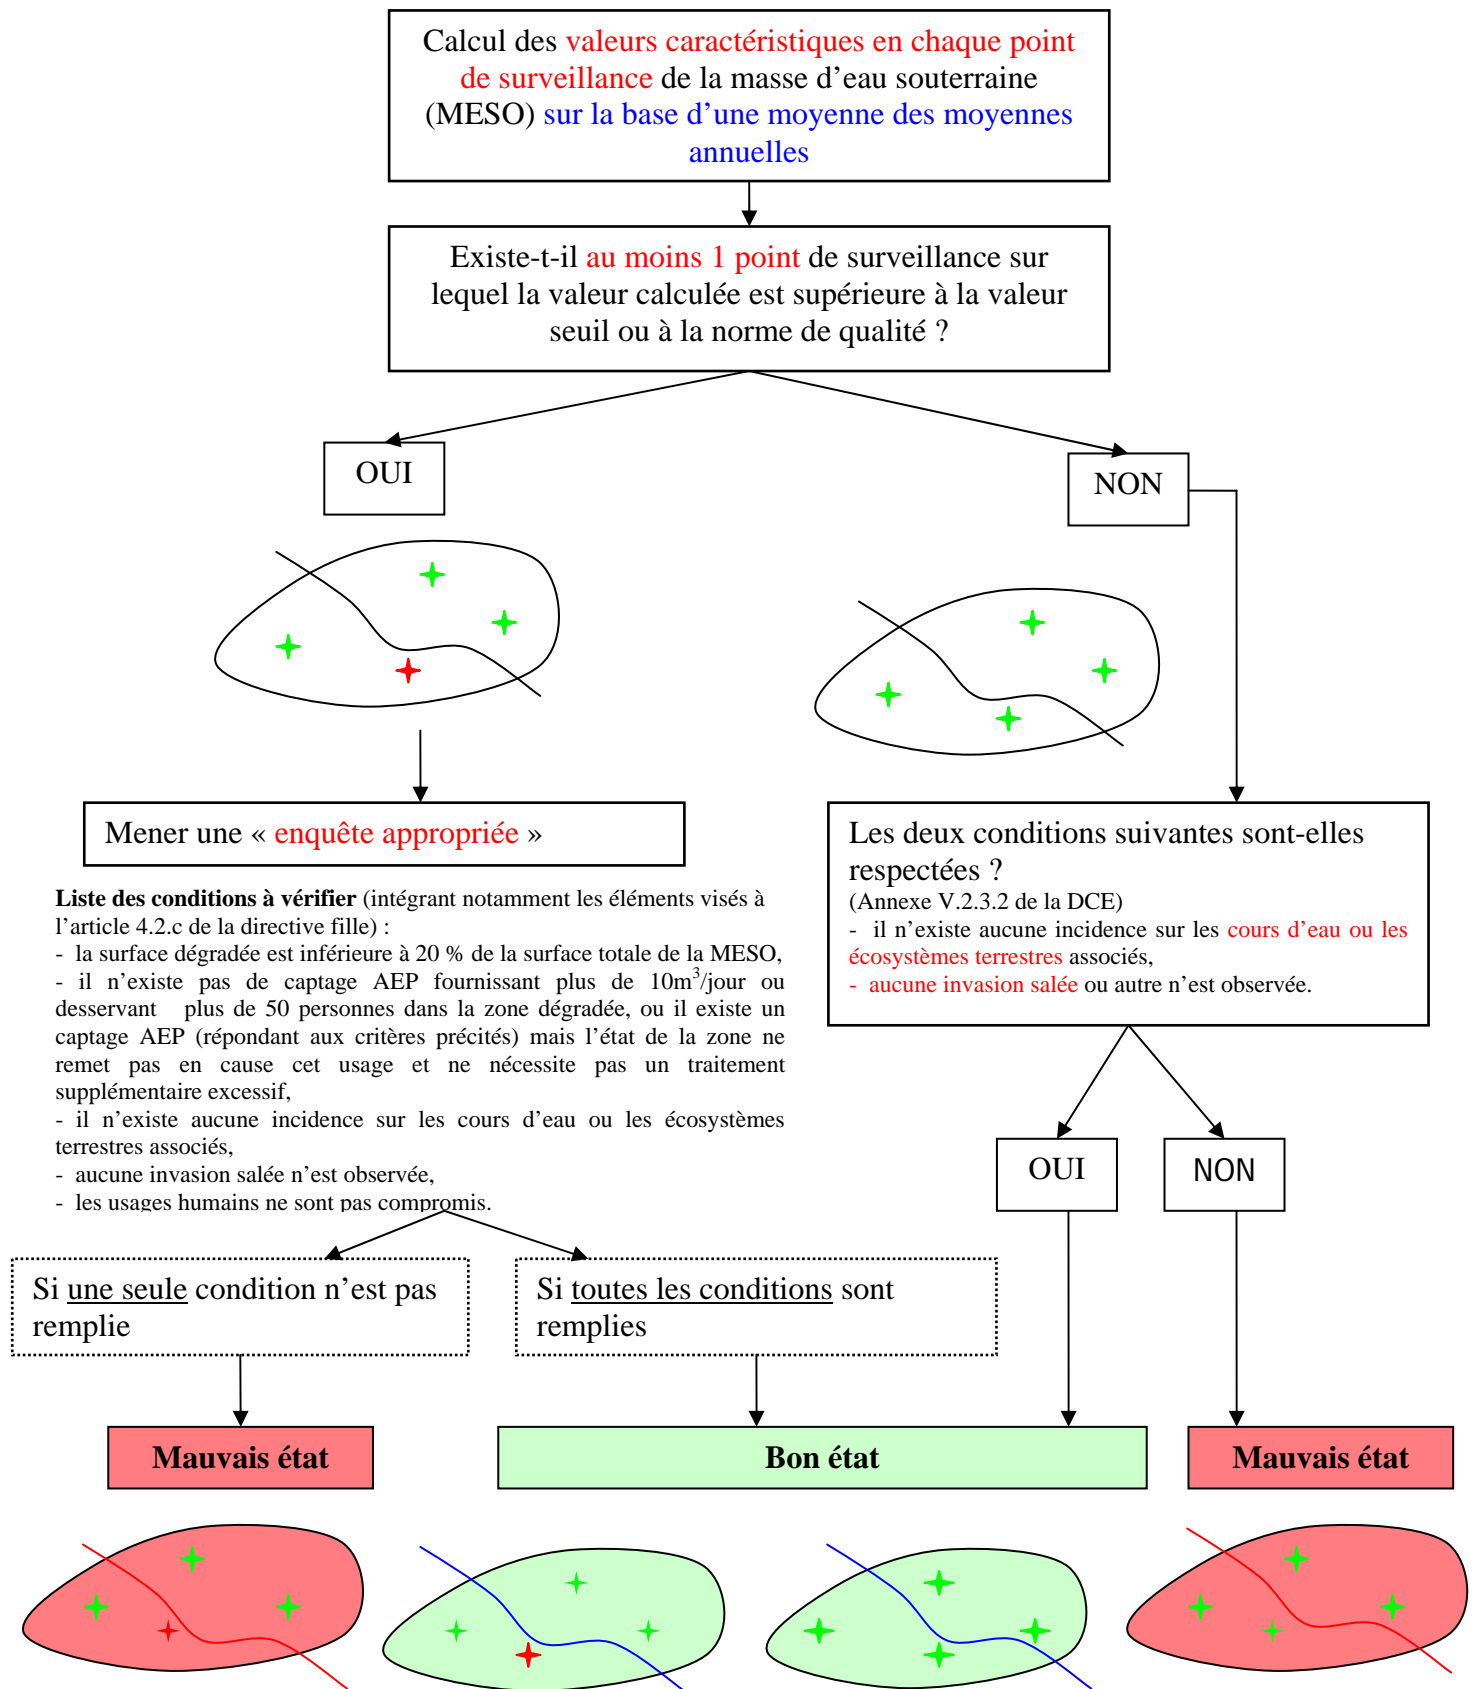 Calcul des valeurs caractéristiques en chaque point
de surveillance de la masse d’eau souterraine
(MESO) sur la base d’une moyenne des moyennes
annuelles
Existe-t-il au moins 1 point de surveillance sur
lequel la valeur calculée est supérieure à la valeur
seuil ou à la norme de qualité ?
OUI
NON
Mener une « enquête appropriée »
Liste des conditions à vérifier (intégrant notamment les éléments visés à
l’article 4.2.c de la directive fille) :
- la surface dégradée est inférieure à 20 % de la surface totale de la MESO,
- il n’existe pas de captage AEP fournissant plus de 10m³/jour ou
desservant plus de 50 personnes dans la zone dégradée, ou il existe un
captage AEP (répondant aux critères précités) mais l’état de la zone ne
remet pas en cause cet usage et ne nécessite pas un traitement
supplémentaire excessif,
- il n’existe aucune incidence sur les cours d’eau ou les écosystèmes
terrestres associés,
- aucune invasion salée n’est observée,
- les usages humains ne sont pas compromis.
Les deux conditions suivantes sont-elles
respectées ?
(Annexe V.2.3.2 de la DCE)
- il n’existe aucune incidence sur les cours d’eau ou les
écosystèmes terrestres associés,
- aucune invasion salée ou autre n’est observée.
OUI
NON
Si une seule condition n’est pas
remplie
Si toutes les conditions sont
remplies
Mauvais état
Bon état
Mauvais état